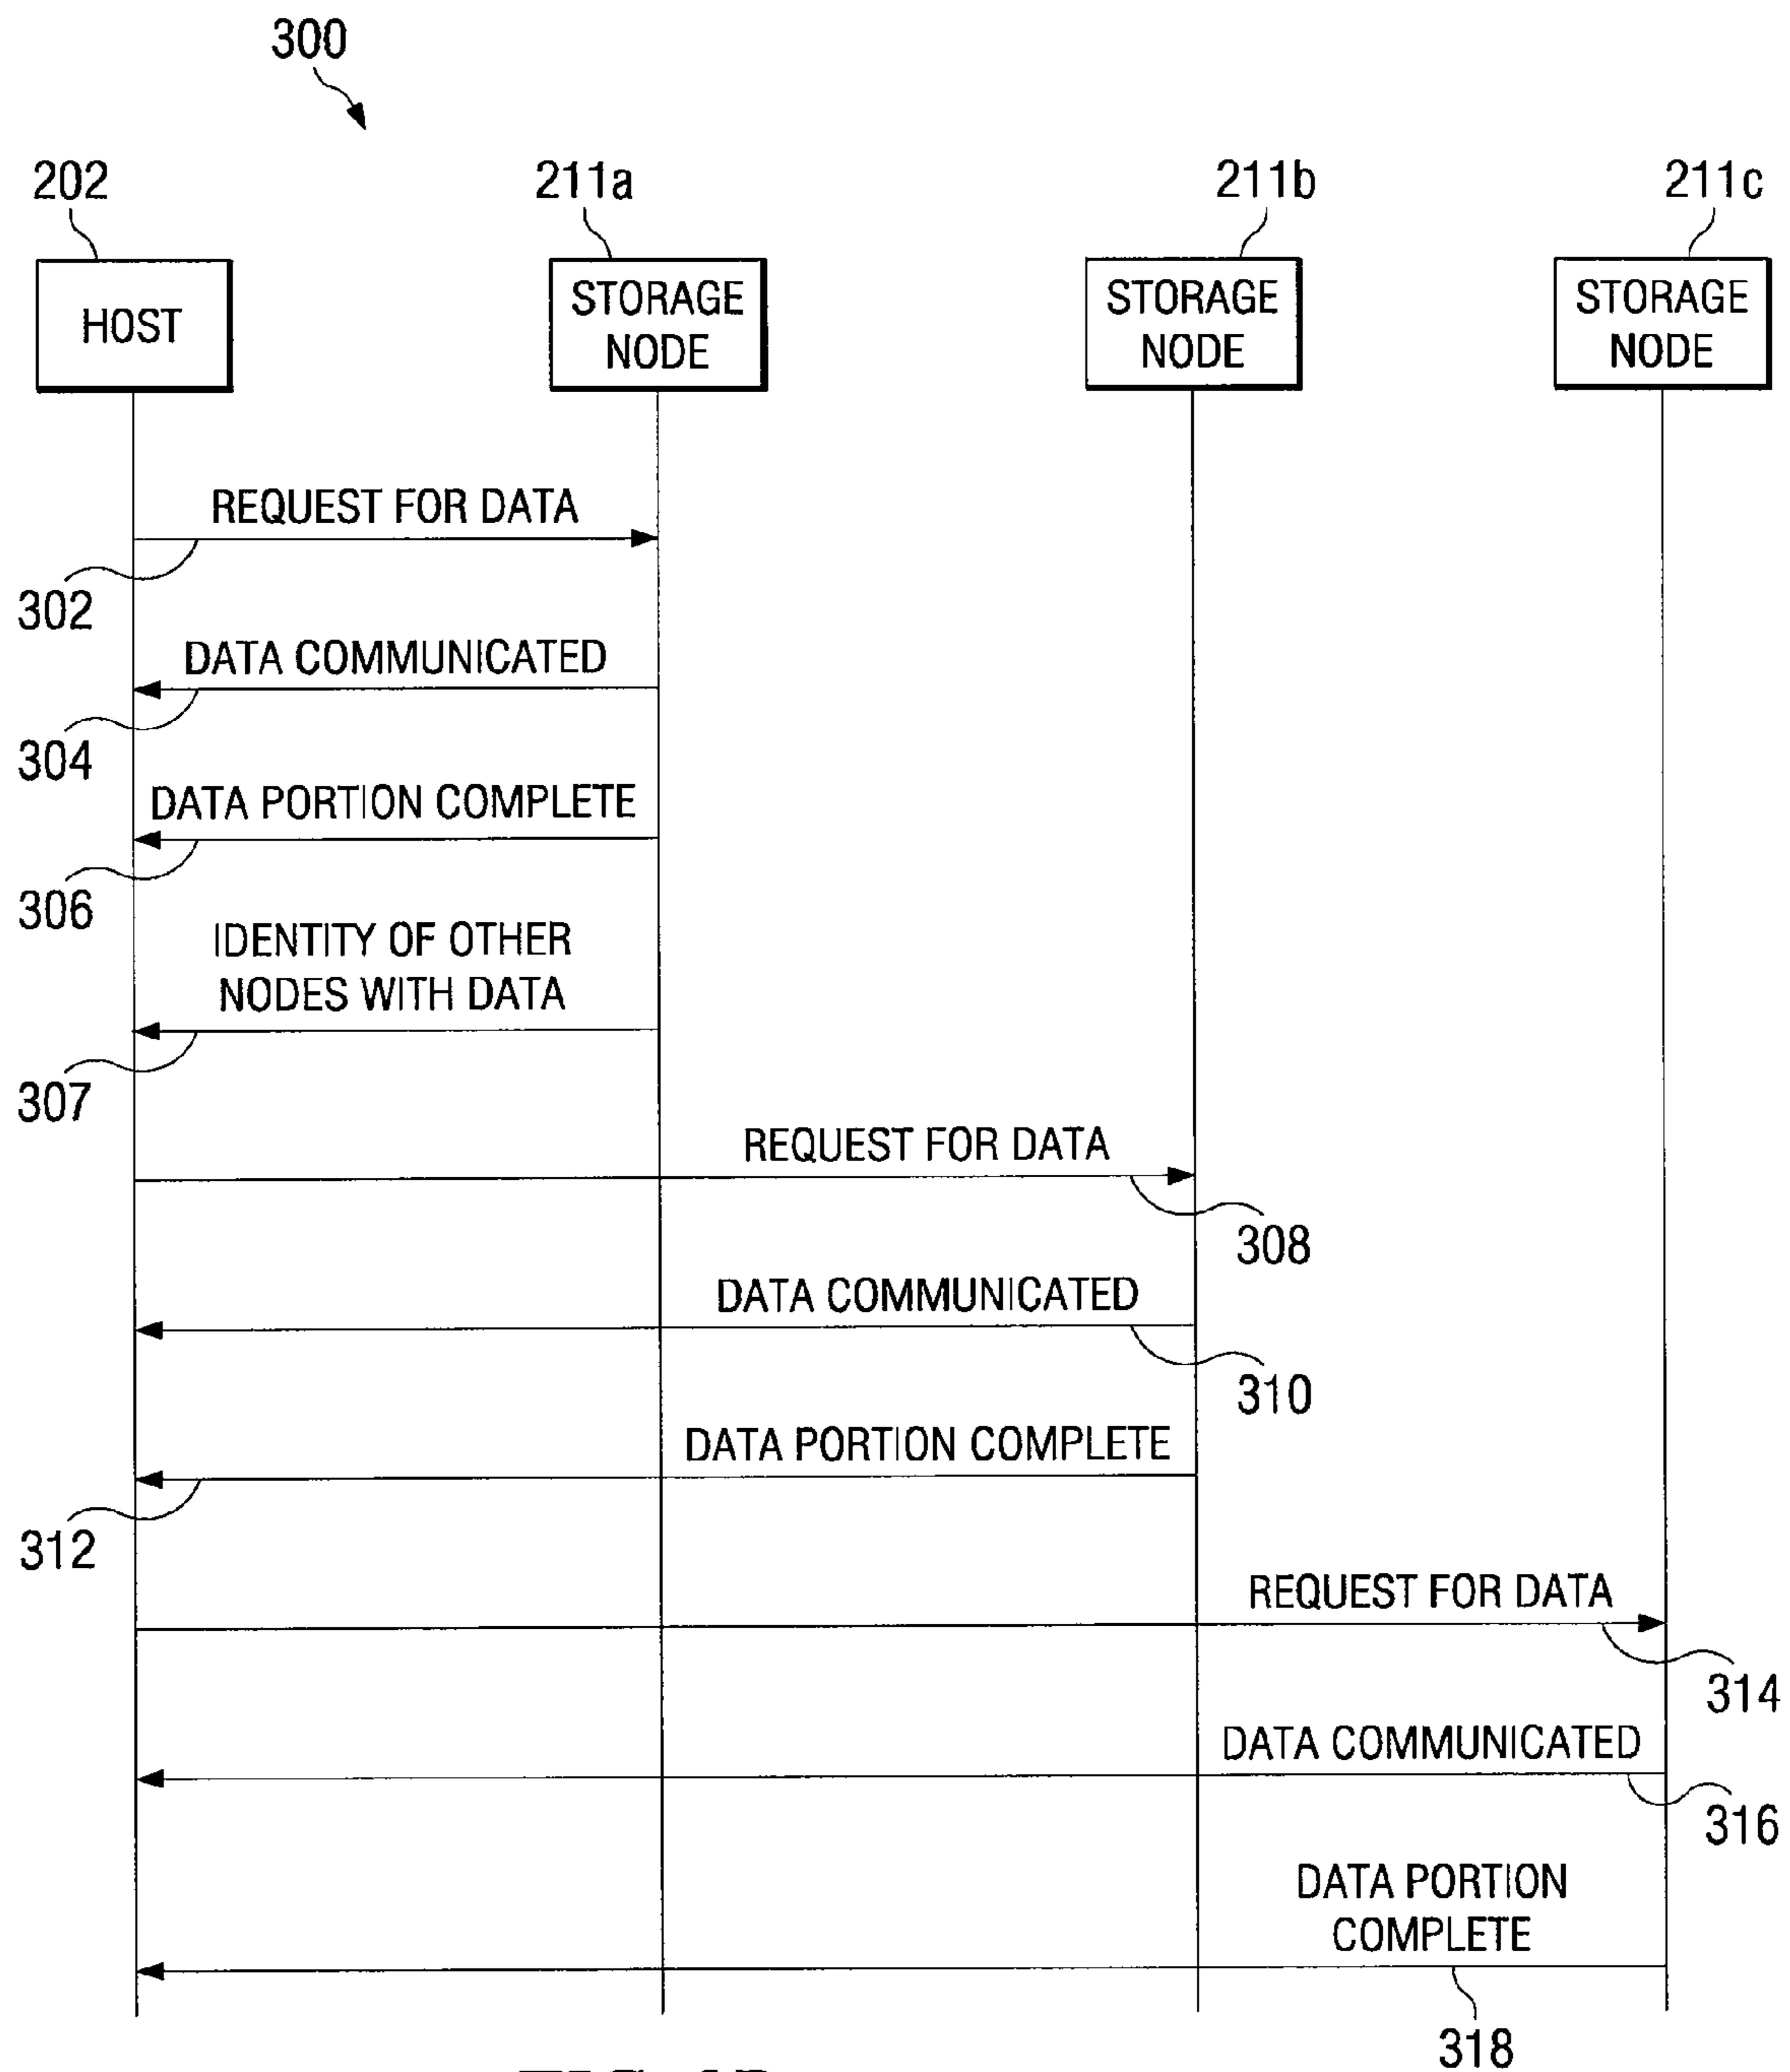 300
202
211a
211b
211c
HOST
STORAGE
NODE
STORAGE
NODE
STORAGE
NODE
REQUEST FOR DATA
302
DATA COMMUNICATED
304
DATA PORTION COMPLETE
306
IDENTITY OF OTHER
NODES WITH DATA
307
REQUEST FOR DATA
308
DATA COMMUNICATED
310
DATA PORTION COMPLETE
312
REQUEST FOR DATA
314
DATA COMMUNICATED
316
DATA PORTION
COMPLETE
318